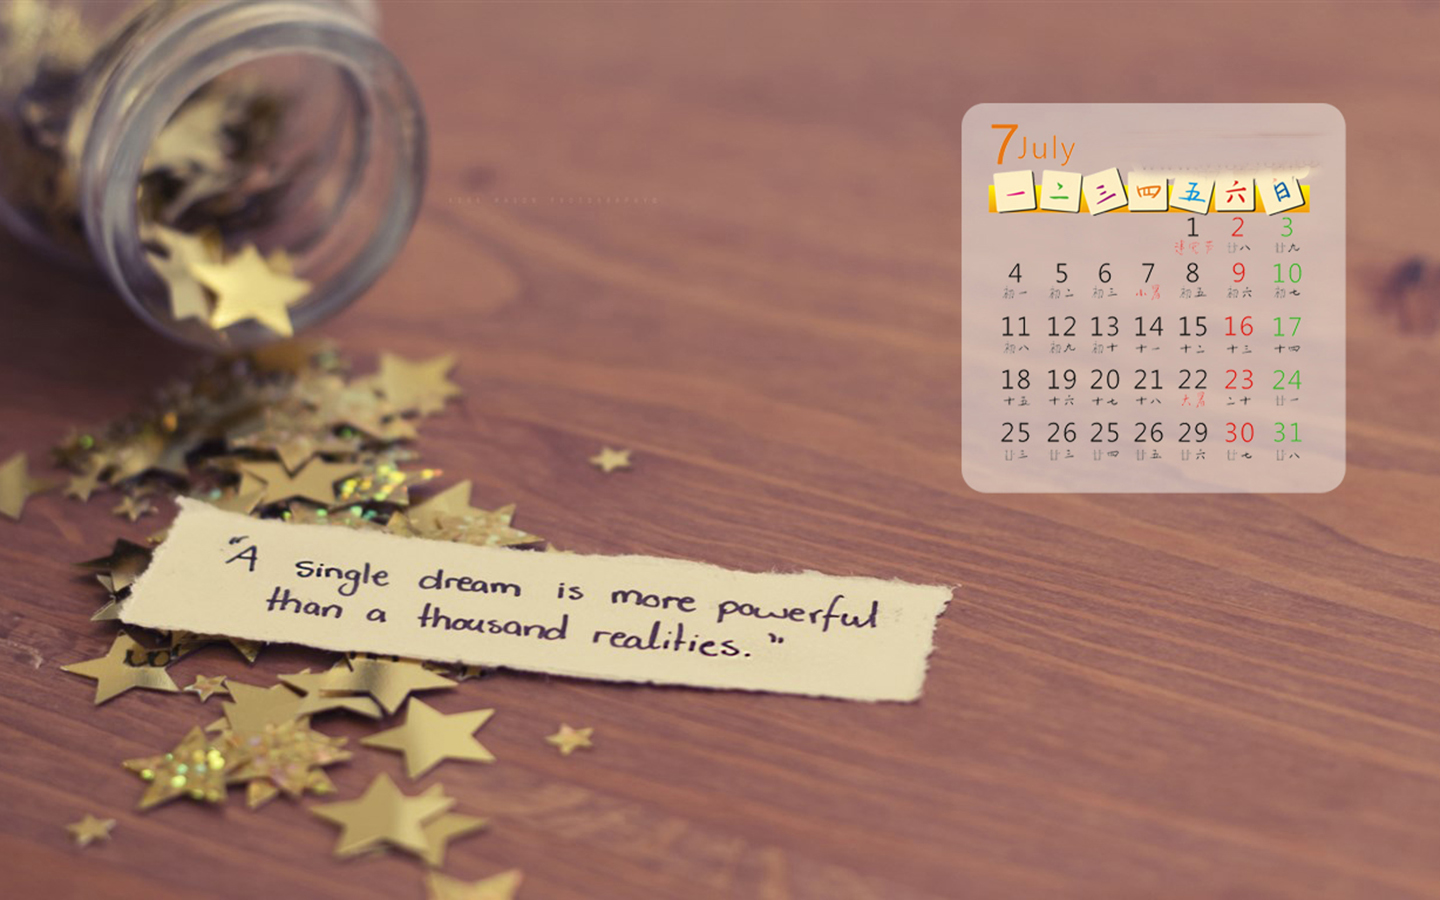 7 July
一 二 三 四 五 六 日
1 2 3
建党节 廿八 廿九
4 5 6 7 8 9 10
初一 初二 初三 小暑 初五 初六 初七
11 12 13 14 15 16 17
初八 初九 初十 十一 十二 十三 十四
18 19 20 21 22 23 24
十五 十六 十七 十八 大暑 二十 廿一
25 26 25 26 29 30 31
廿三 廿三 廿四 廿五 廿六 廿七 廿八
"A single dream is more powerful
than a thousand realities."